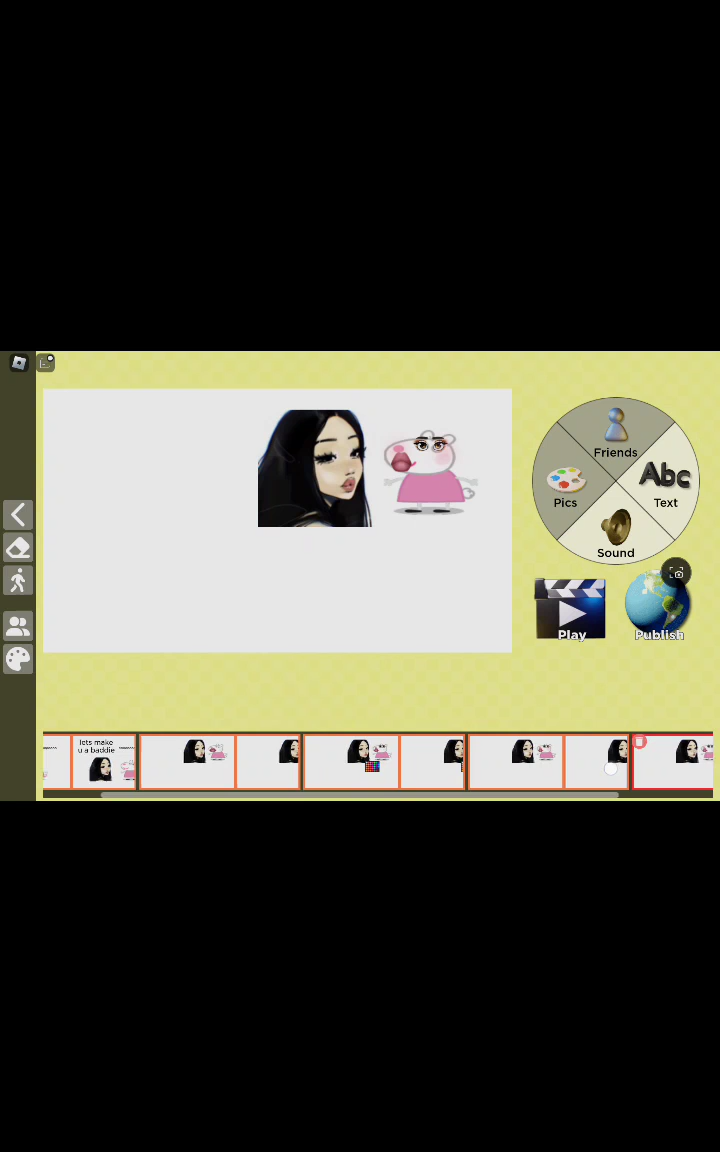 Friends
Abc
Pics
Text
Sound
Play
Publish
lets make
u a baddie